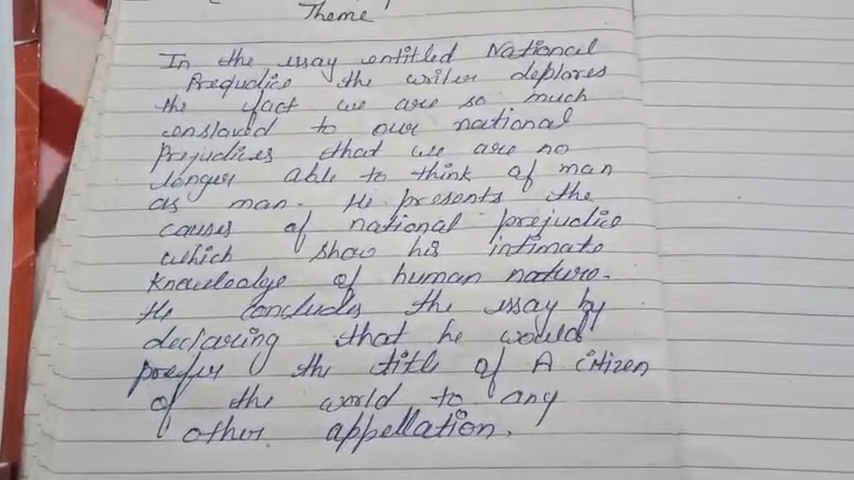 Theme
In the essay entitled National
Prequdice the writer deplores
the fact we are so much
enslaved to our national
Prejudices that we are no
longer able to think of man
as man. He presents the
causes of national prejudice
which show his intimate
knowledge of human nature.
He concludes the essay by
declaring that he would
prefer the title of A citizen
of the world to any
other appellation.